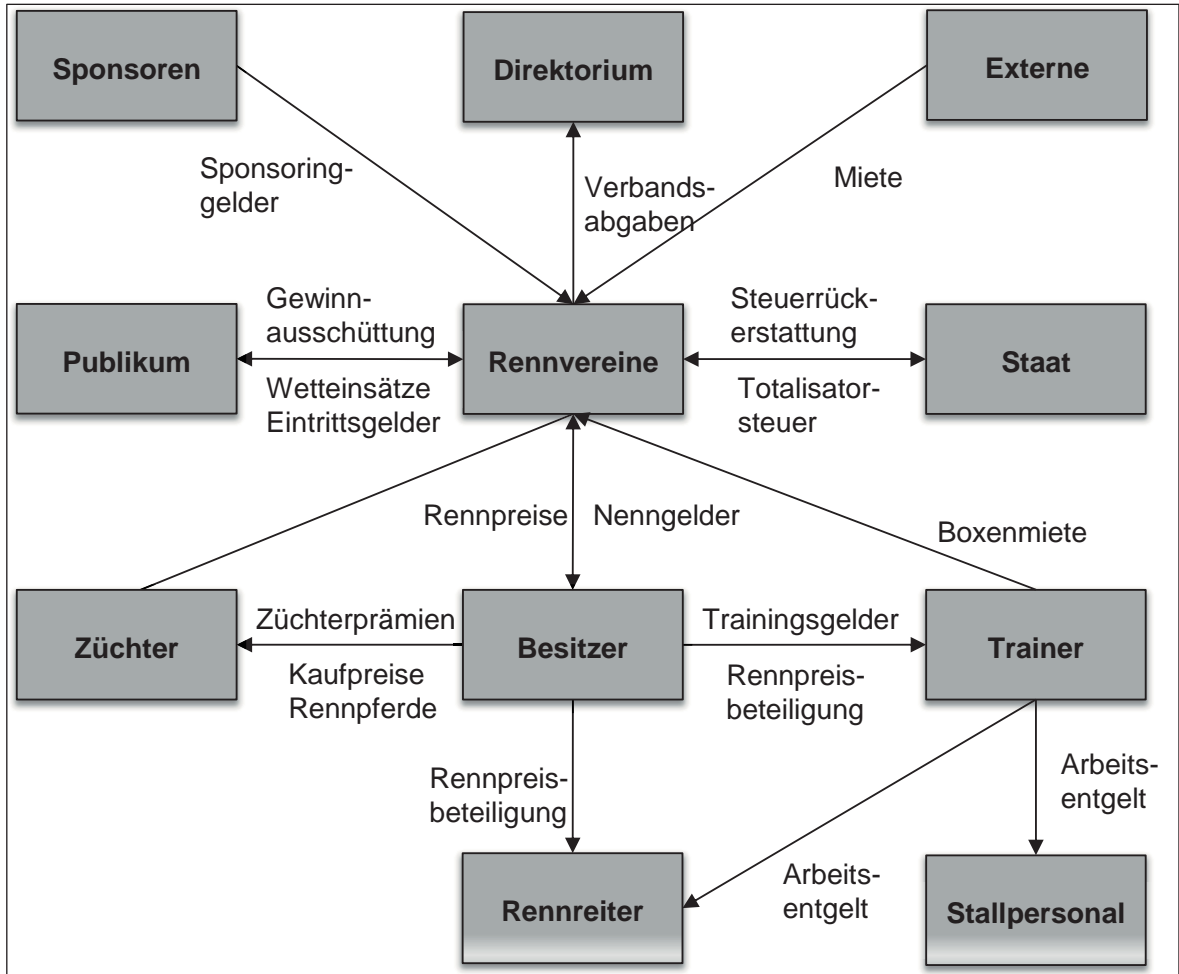 Sponsoren
Direktorium
Externe
Sponsoring-
gelder
Verbands-
abgaben
Miete
Publikum
Gewinn-
ausschüttung
Wetteinsätze
Eintrittsgelder
Rennvereine
Steuerrück-
erstattung
Totalisator-
steuer
Staat
Rennpreise
Nenngelder
Boxenmiete
Züchter
Züchterprämien
Kaufpreise
Rennpferde
Besitzer
Trainingsgelder
Rennpreis-
beteiligung
Trainer
Rennpreis-
beteiligung
Arbeits-
entgelt
Arbeits-
entgelt
Rennreiter
Stallpersonal